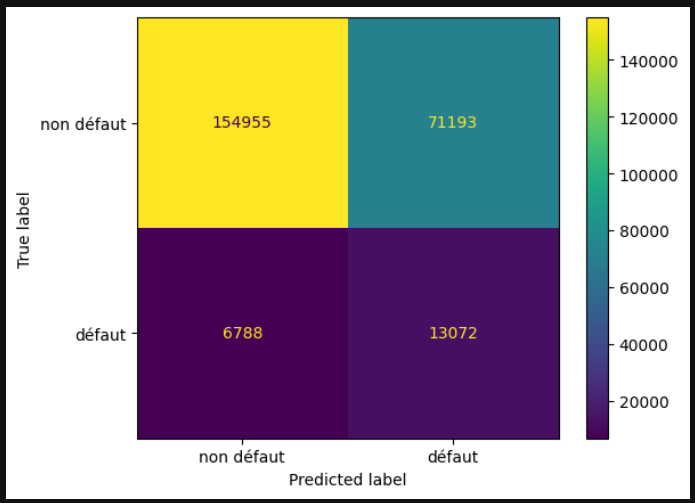 140000
non défaut
154955
71193
120000
100000
80000
True label
60000
défaut
6788
13072
40000
20000
non défaut
défaut
Predicted label